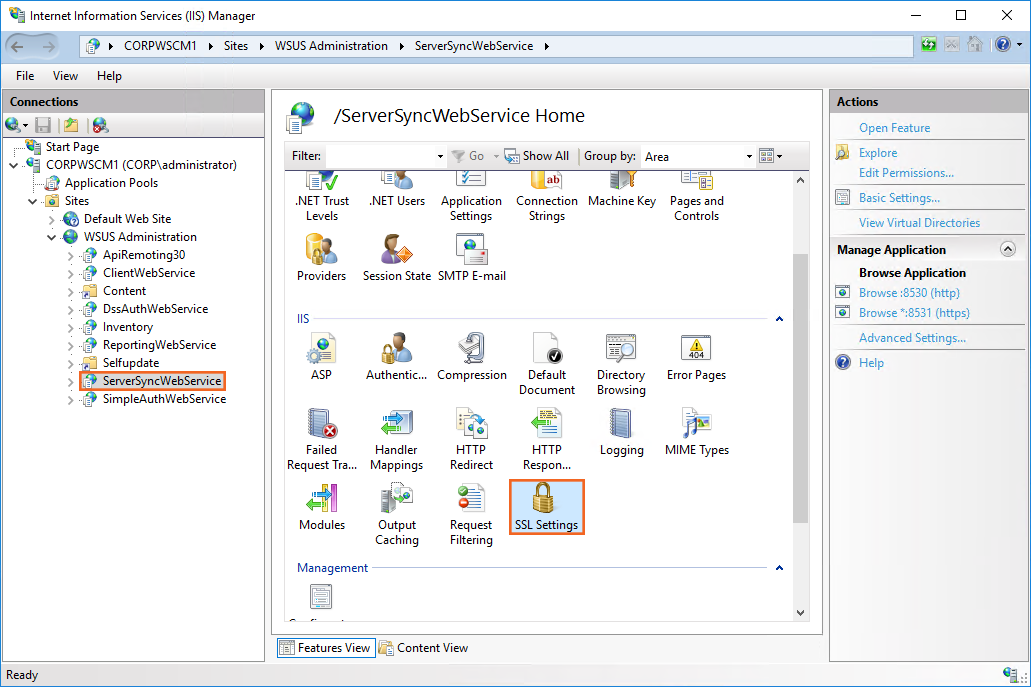 Internet Information Services (IIS) Manager
CORPWSCM1 Sites WSUS Administration ServerSyncWebService
File View Help
Connections
Start Page
CORPWSCM1 (CORP\administrator)
Application Pools
Sites
Default Web Site
WSUS Administration
ApiRemoting30
ClientWebService
Content
DssAuthWebService
Inventory
ReportingWebService
Selfupdate
ServerSyncWebService
SimpleAuthWebService
/ServerSyncWebService Home
Filter: Go Show All Group by: Area
.NET Trust Levels
.NET Users
Application Settings
Connection Strings
Machine Key
Pages and Controls
Providers
Session State
SMTP E-mail
IIS
ASP
Authentic...
Compression
Default Document
Directory Browsing
404
Error Pages
Failed Request Tra...
Handler Mappings
HTTP Redirect
HTTP Respon...
Logging
MIME Types
Modules
Output Caching
Request Filtering
SSL Settings
Management
Features View Content View
Actions
Open Feature
Explore
Edit Permissions...
Basic Settings...
View Virtual Directories
Manage Application
Browse Application
Browse :8530 (http)
Browse *:8531 (https)
Advanced Settings...
Help
Ready